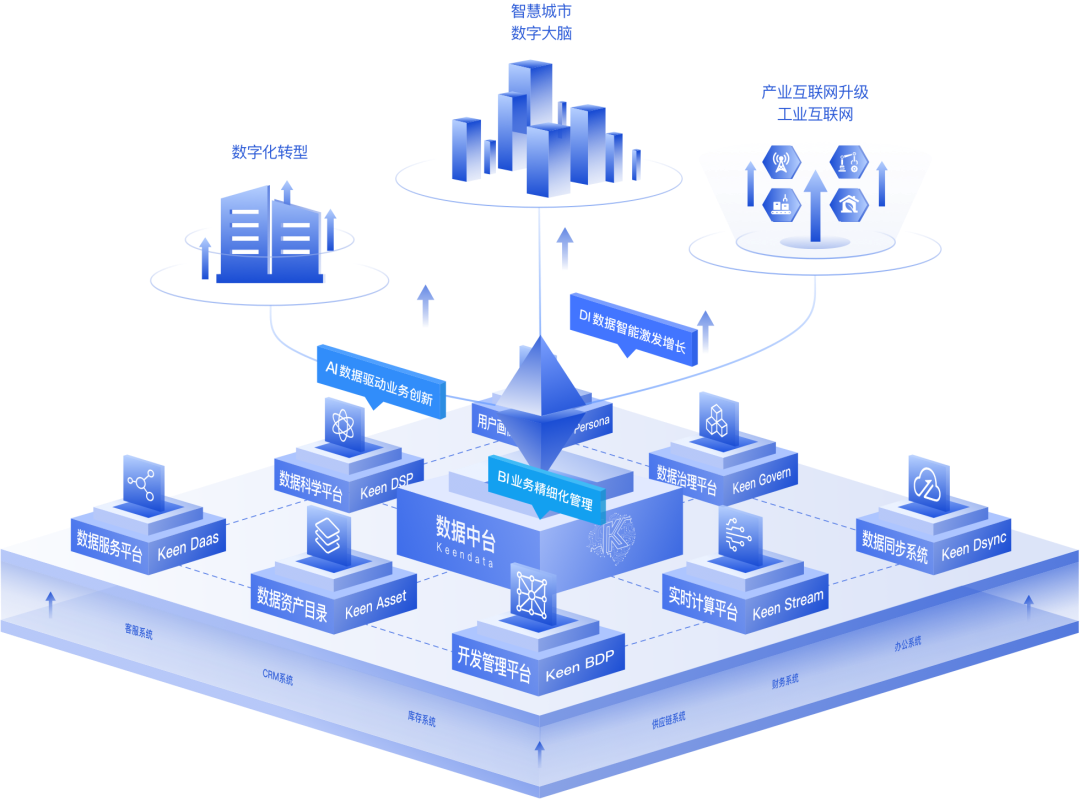 智慧城市
数字大脑
产业互联网升级
工业互联网
数字化转型
DI 数据智能激发增长
AI 数据驱动业务创新
用户画
Persona
数据科学平台
Keen DSP
数据治理平台
Keen Govern
BI 业务精细化管理
数据中台
Keendata
数据服务平台
Keen Daas
数据同步系统
Keen Dsync
数据资产目录
Keen Asset
实时计算平台
Keen Stream
开发管理平台
Keen BDP
客服系统
CRM系统
库存系统
供应链系统
财务系统
办公系统